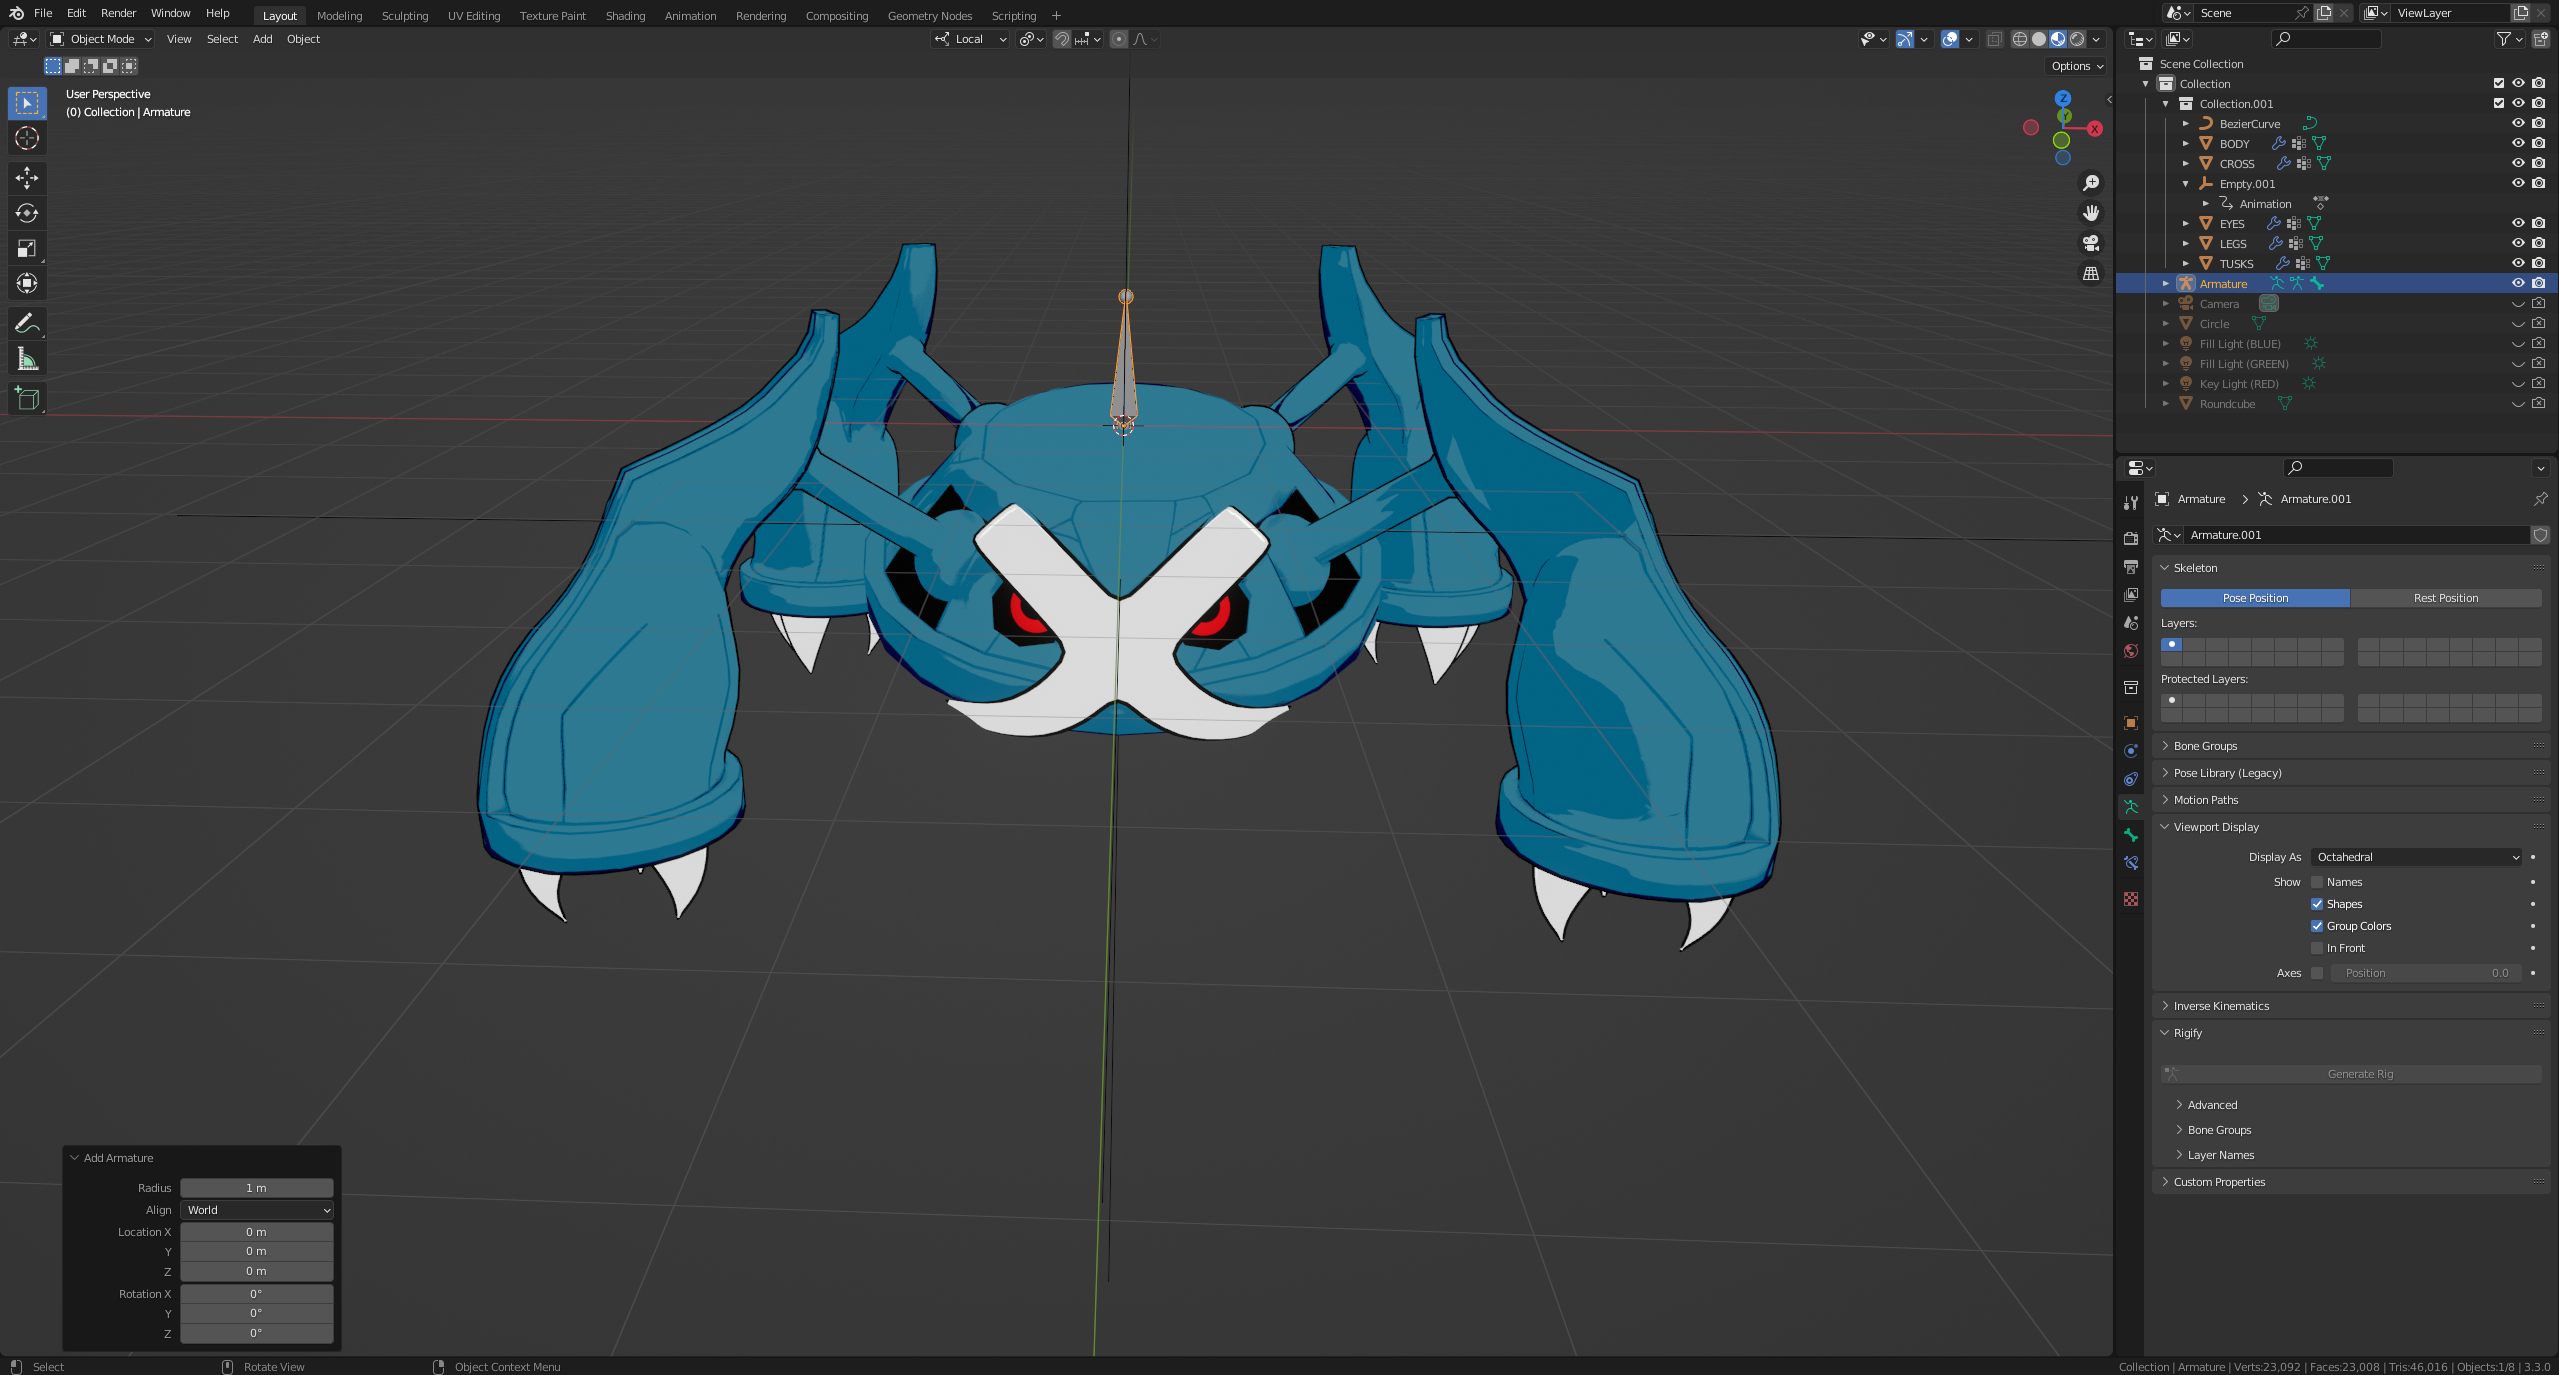 File Edit Render Window Help Layout Modeling Sculpting UV Editing Texture Paint Shading Animation Rendering Compositing Geometry Nodes Scripting + Scene ViewLayer
Object Mode View Select Add Object Local
Options
User Perspective
(0) Collection | Armature
Z
Y
X
Scene Collection
Collection
Collection.001
BezierCurve
BODY
CROSS
Empty.001
Animation
EYES
LEGS
TUSKS
Armature
Camera
Circle
Fill Light (BLUE)
Fill Light (GREEN)
Key Light (RED)
Roundcube
Armature > Armature.001
Armature.001
Skeleton
Pose Position Rest Position
Layers:
Protected Layers:
Bone Groups
Pose Library (Legacy)
Motion Paths
Viewport Display
Display As Octahedral
Show Names
Shapes
Group Colors
In Front
Axes Position 0.0
Inverse Kinematics
Rigify
Generate Rig
Advanced
Bone Groups
Layer Names
Custom Properties
Add Armature
Radius 1 m
Align World
Location X 0 m
Y 0 m
Z 0 m
Rotation X 0°
Y 0°
Z 0°
Select Rotate View Object Context Menu
Collection | Armature | Verts:23,092 | Faces:23,008 | Tris:46,016 | Objects:1/8 | 3.3.0